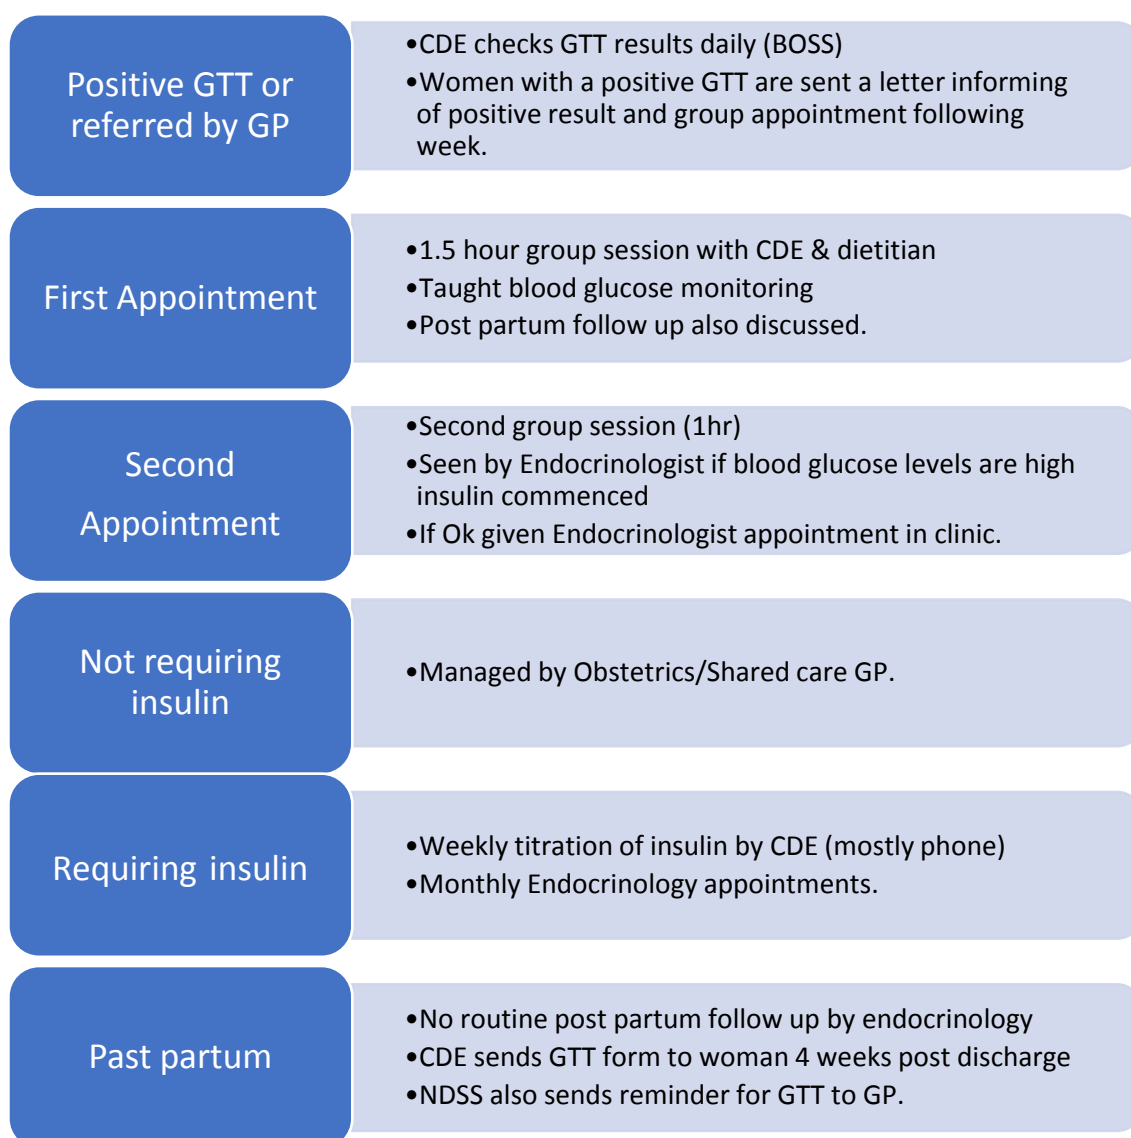 Positive GTT or
referred by GP
•CDE checks GTT results daily (BOSS)
•Women with a positive GTT are sent a letter informing
of positive result and group appointment following
week.
First Appointment
•1.5 hour group session with CDE & dietitian
•Taught blood glucose monitoring
•Post partum follow up also discussed.
Second
Appointment
•Second group session (1hr)
•Seen by Endocrinologist if blood glucose levels are high
insulin commenced
•If Ok given Endocrinologist appointment in clinic.
Not requiring
insulin
•Managed by Obstetrics/Shared care GP.
Requiring insulin
•Weekly titration of insulin by CDE (mostly phone)
•Monthly Endocrinology appointments.
Past partum
•No routine post partum follow up by endocrinology
•CDE sends GTT form to woman 4 weeks post discharge
•NDSS also sends reminder for GTT to GP.